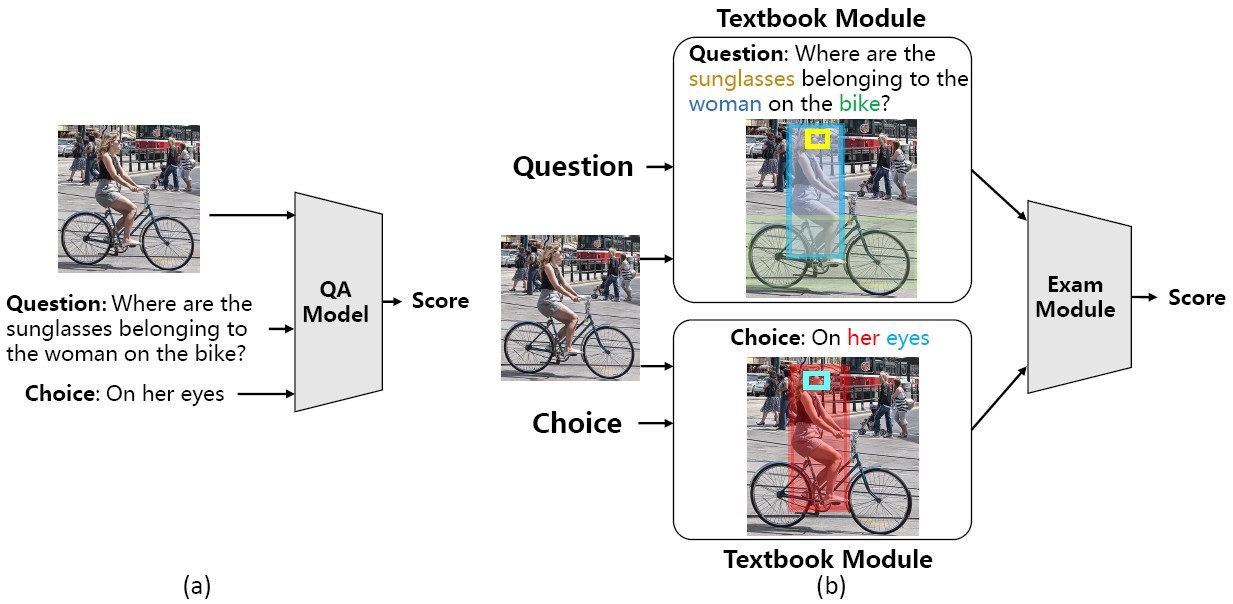 Question: Where are the
sunglasses belonging to
the woman on the bike?
Choice: On her eyes
QA
Model
Score
(a)
Textbook Module
Question: Where are the
sunglasses belonging to the
woman on the bike?
Question
Choice
Choice: On her eyes
Textbook Module
Exam
Module
Score
(b)